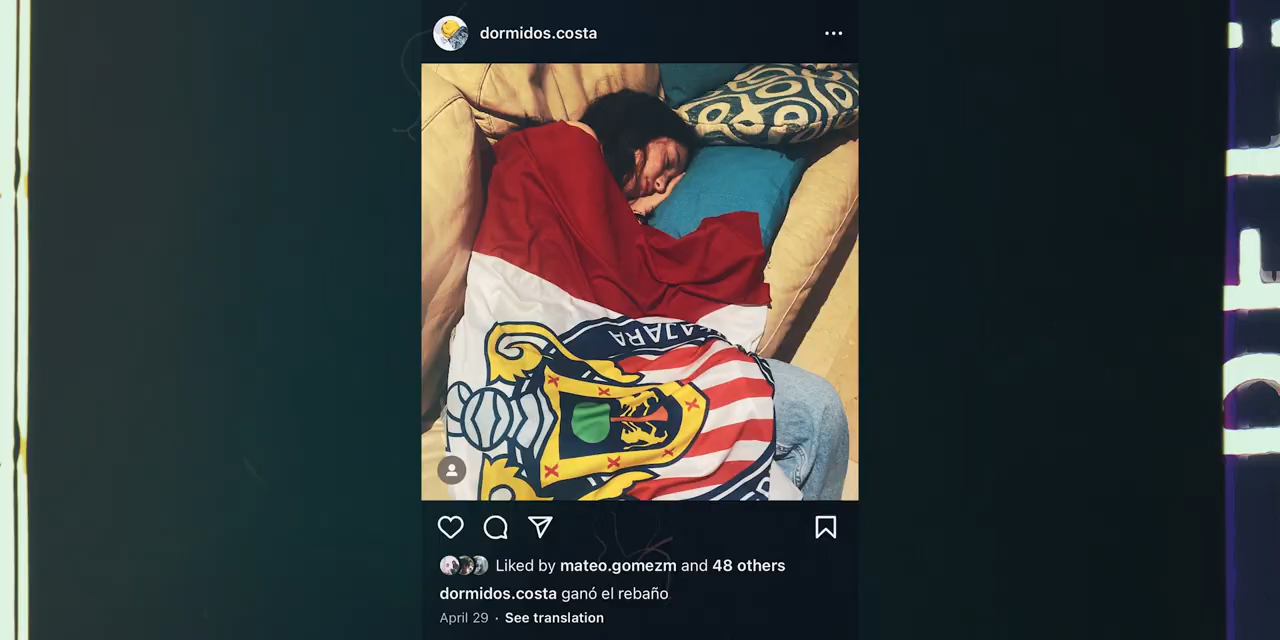 dormidos.costa
AJARA
Liked by mateo.gomezm and 48 others
dormidos.costa ganó el rebaño
April 29 · See translation